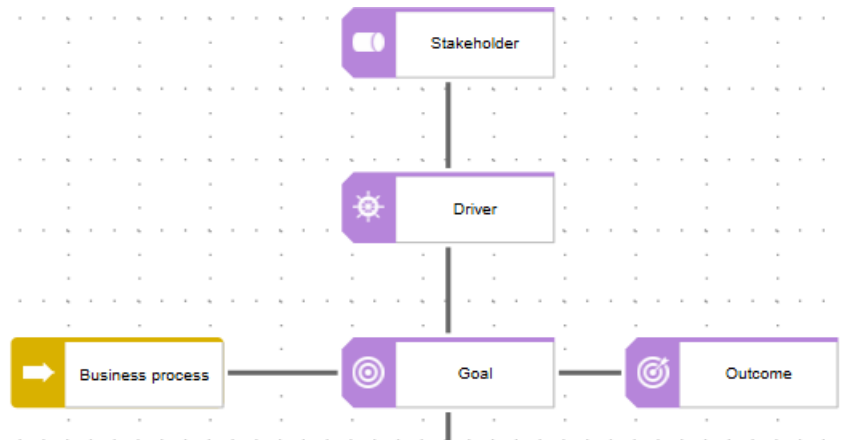 Stakeholder
Driver
Business process
Goal
Outcome